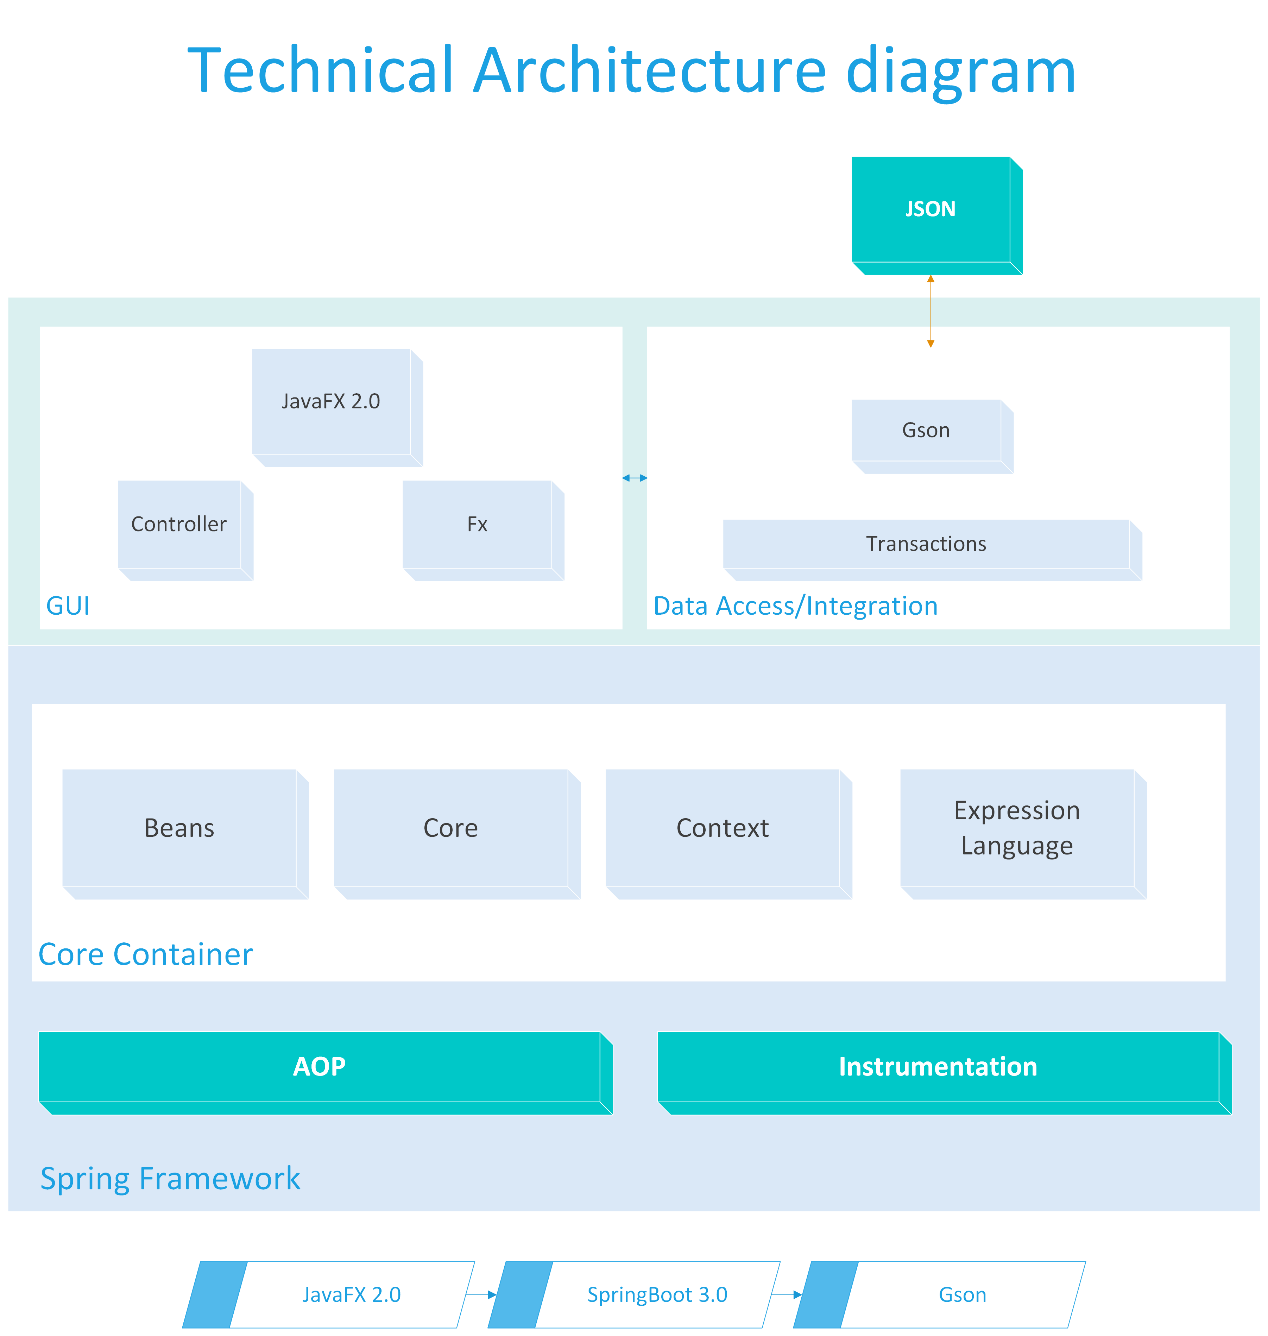 Technical Architecture diagram
JSON
JavaFX 2.0
Controller
Fx
GUI
Gson
Transactions
Data Access/Integration
Beans
Core
Context
Expression
Language
Core Container
AOP
Instrumentation
Spring Framework
JavaFX 2.0
SpringBoot 3.0
Gson